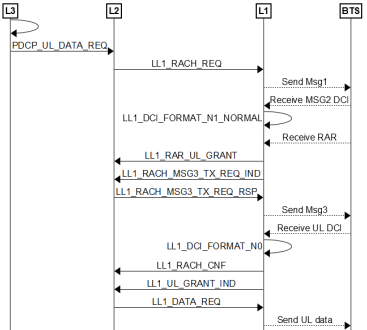 L3 L2 L1 BTS
PDCP_UL_DATA_REQ
LL1_RACH_REQ
Send Msg1
Receive MSG2 DCI
LL1_DCI_FORMAT_N1_NORMAL
Receive RAR
LL1_RAR_UL_GRANT
LL1_RACH_MSG3_TX_REQ_IND
LL1_RACH_MSG3_TX_REQ_RSP
Send Msg3
Receive UL DCI
LL1_DCI_FORMAT_N0
LL1_RACH_CNF
LL1_UL_GRANT_IND
LL1_DATA_REQ
Send UL data